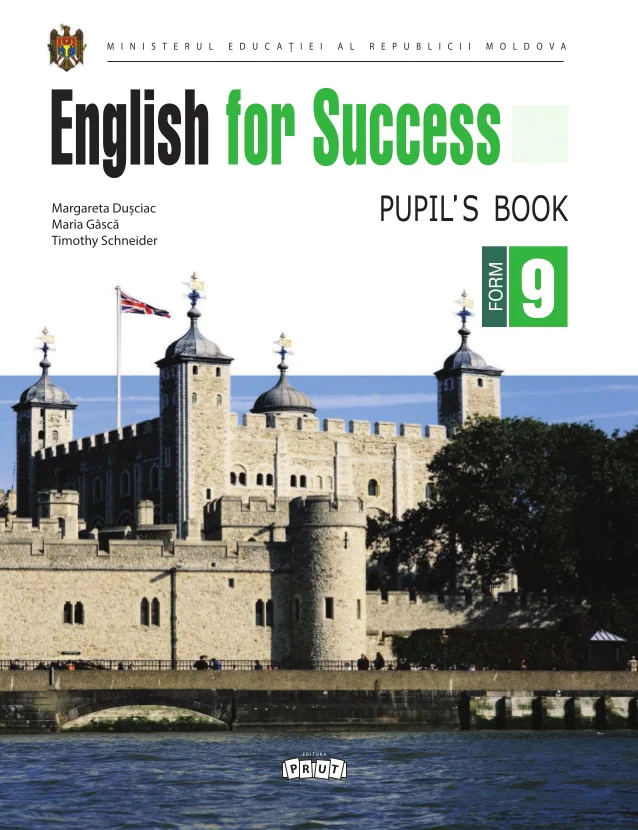 MINISTERUL EDUCAȚIEI AL REPUBLICII MOLDOVA
English for Success
PUPIL'S BOOK
Margareta Dușciac
Maria Gâscă
Timothy Schneider
FORM 9
EDITURA
PRUT